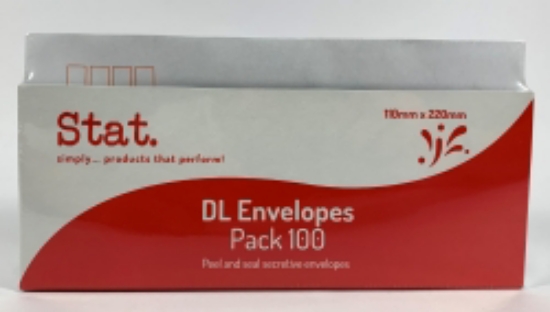 Stat.
simply... products that perform!
110mm x 220mm
DL Envelopes
Pack 100
Peel and seal secretive envelopes